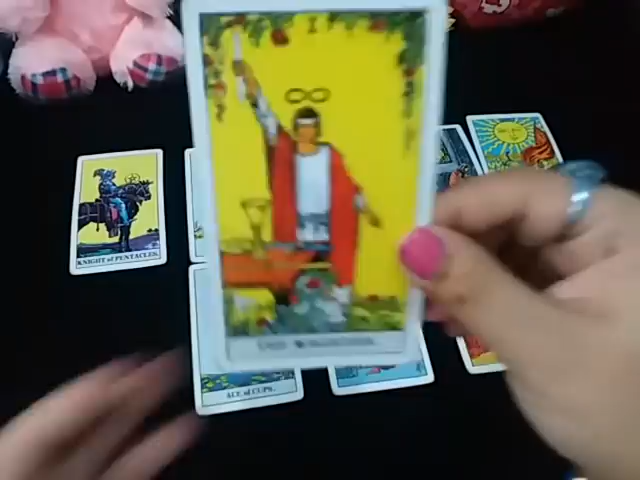 I
KNIGHT of PENTACLES.
ACE of CUPS.